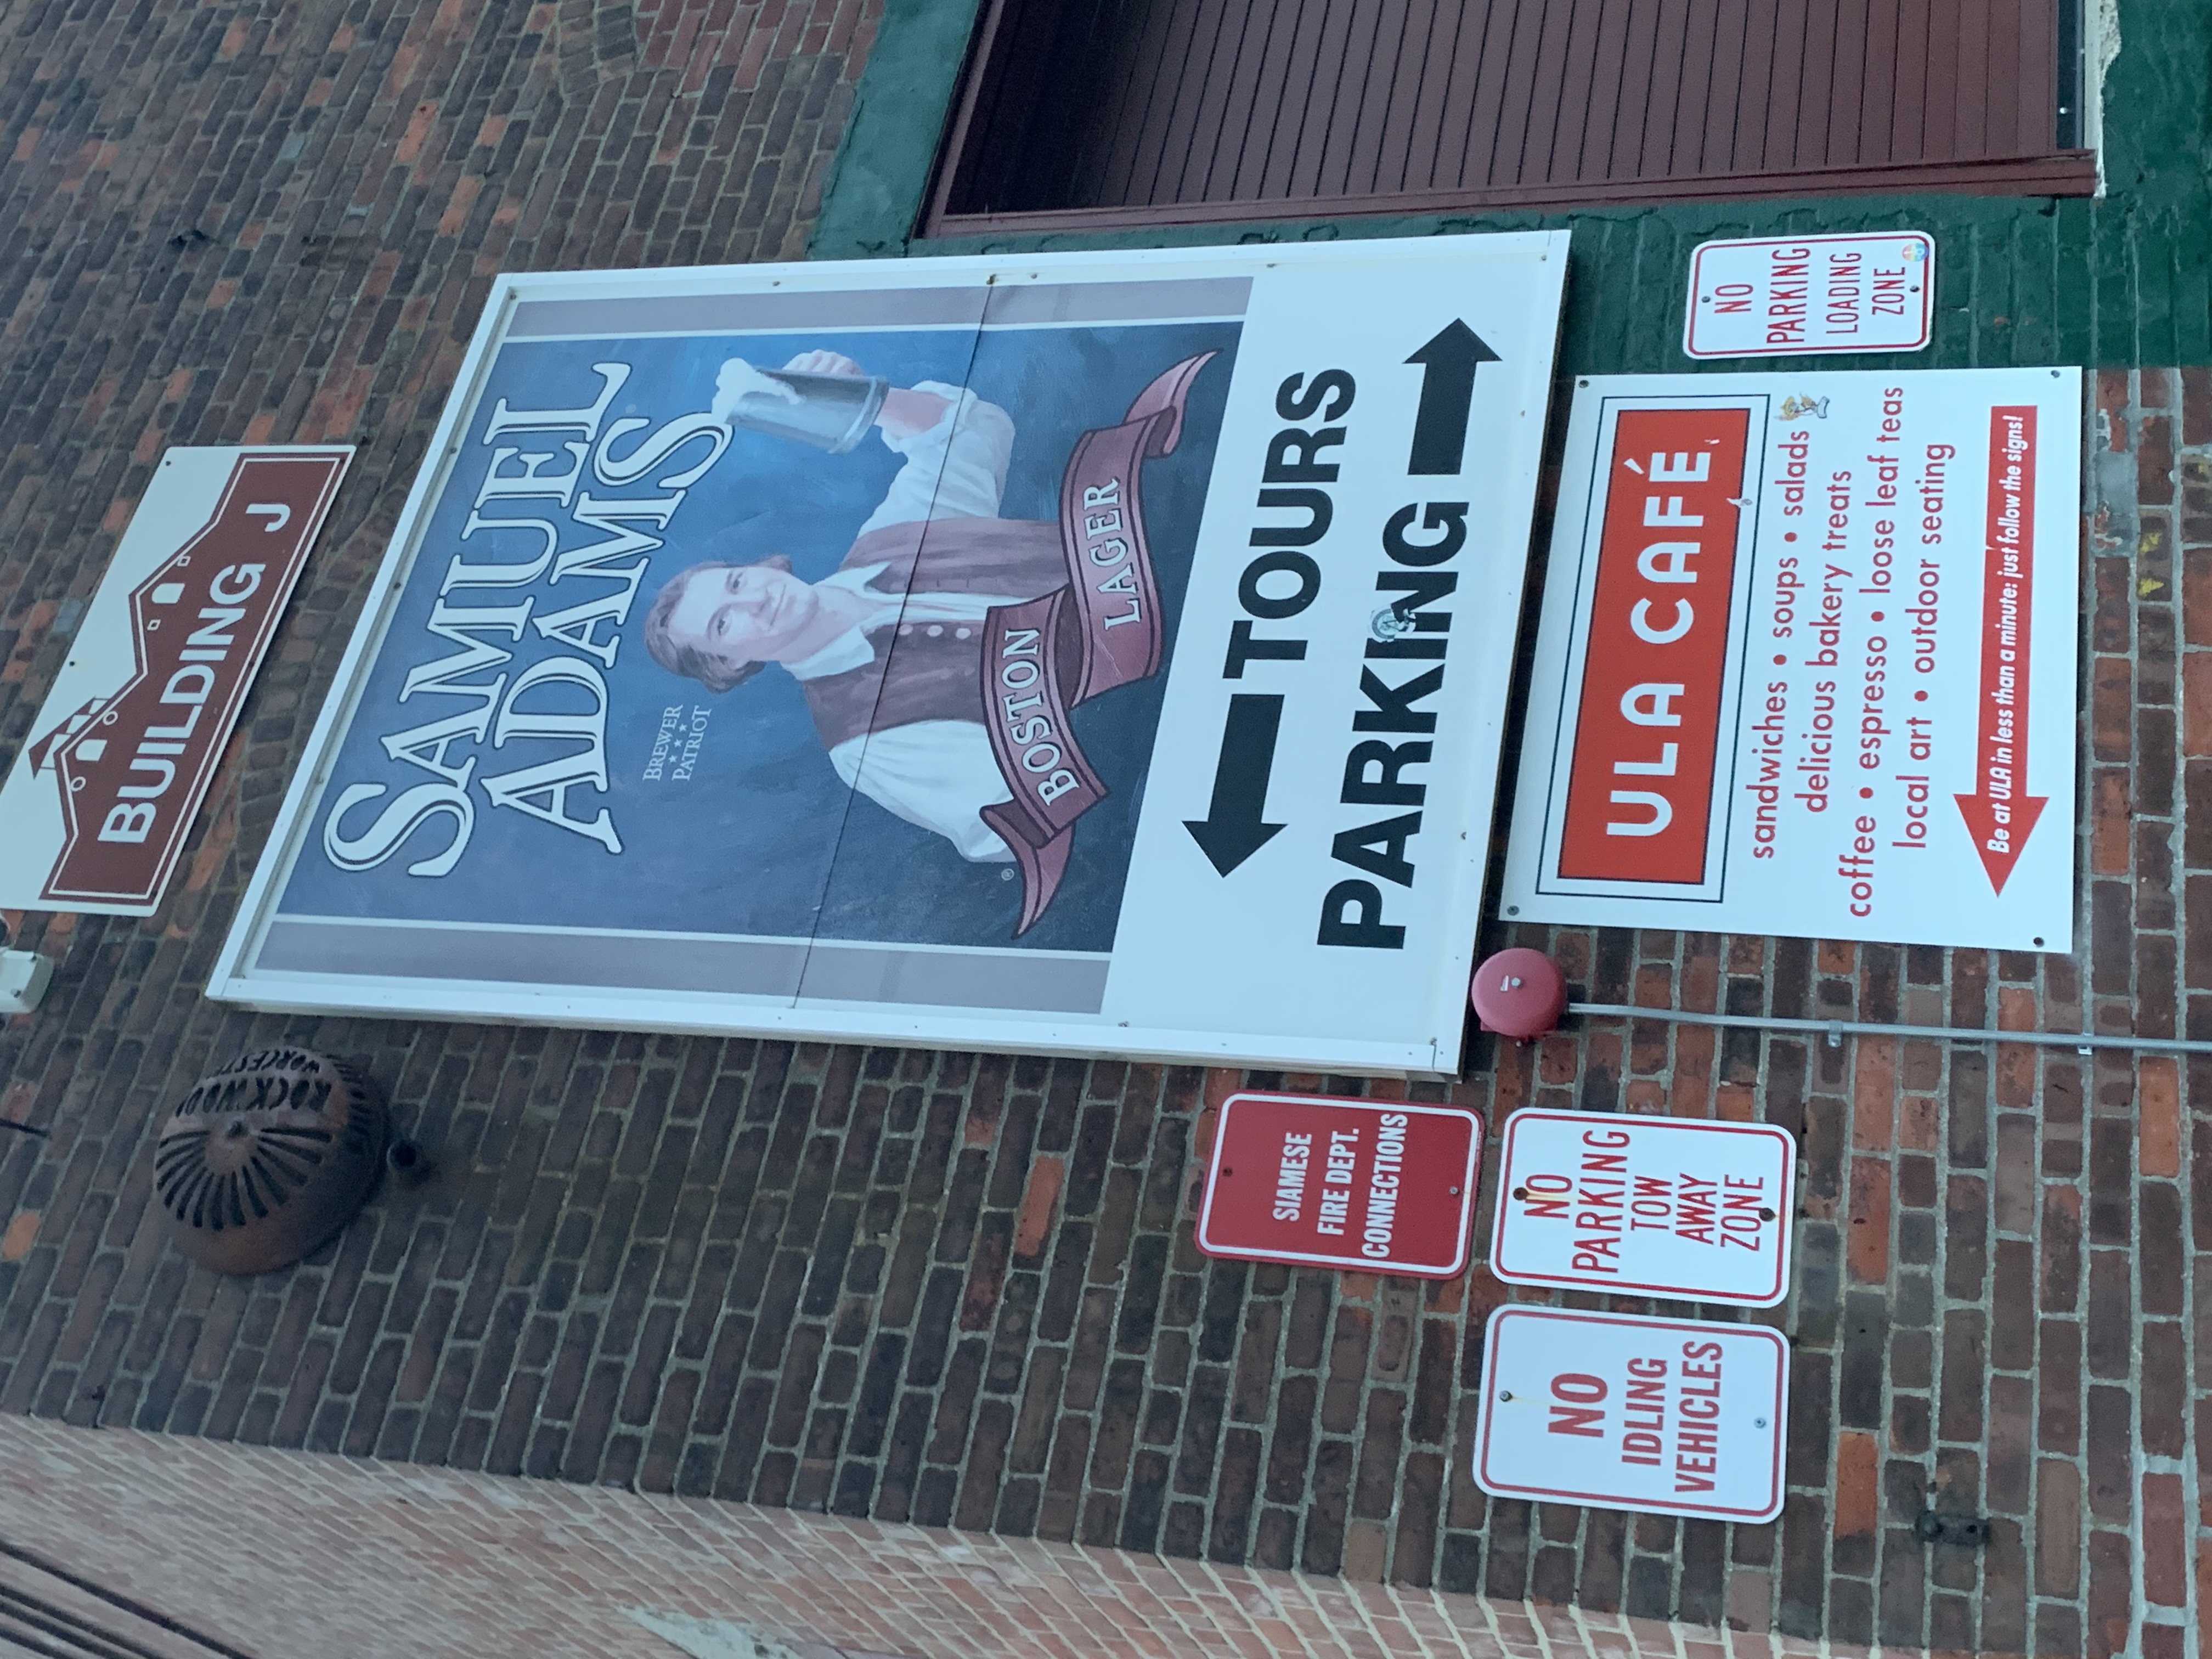 BUILDING J
ROCKWOOD
SAMUEL
ADAMS
BREWER
PATRIOT
®
BOSTON
LAGER
TOURS
PARKING
SIAMESE
FIRE DEPT.
CONNECTIONS
NO
IDLING
VEHICLES
NO
PARKING
TOW
AWAY
ZONE
ULA CAFÉ
sandwiches • soups • salads
delicious bakery treats
coffee • espresso • loose leaf teas
local art • outdoor seating
Be at ULA in less than a minute: just follow the signs!
NO
PARKING
LOADING
ZONE